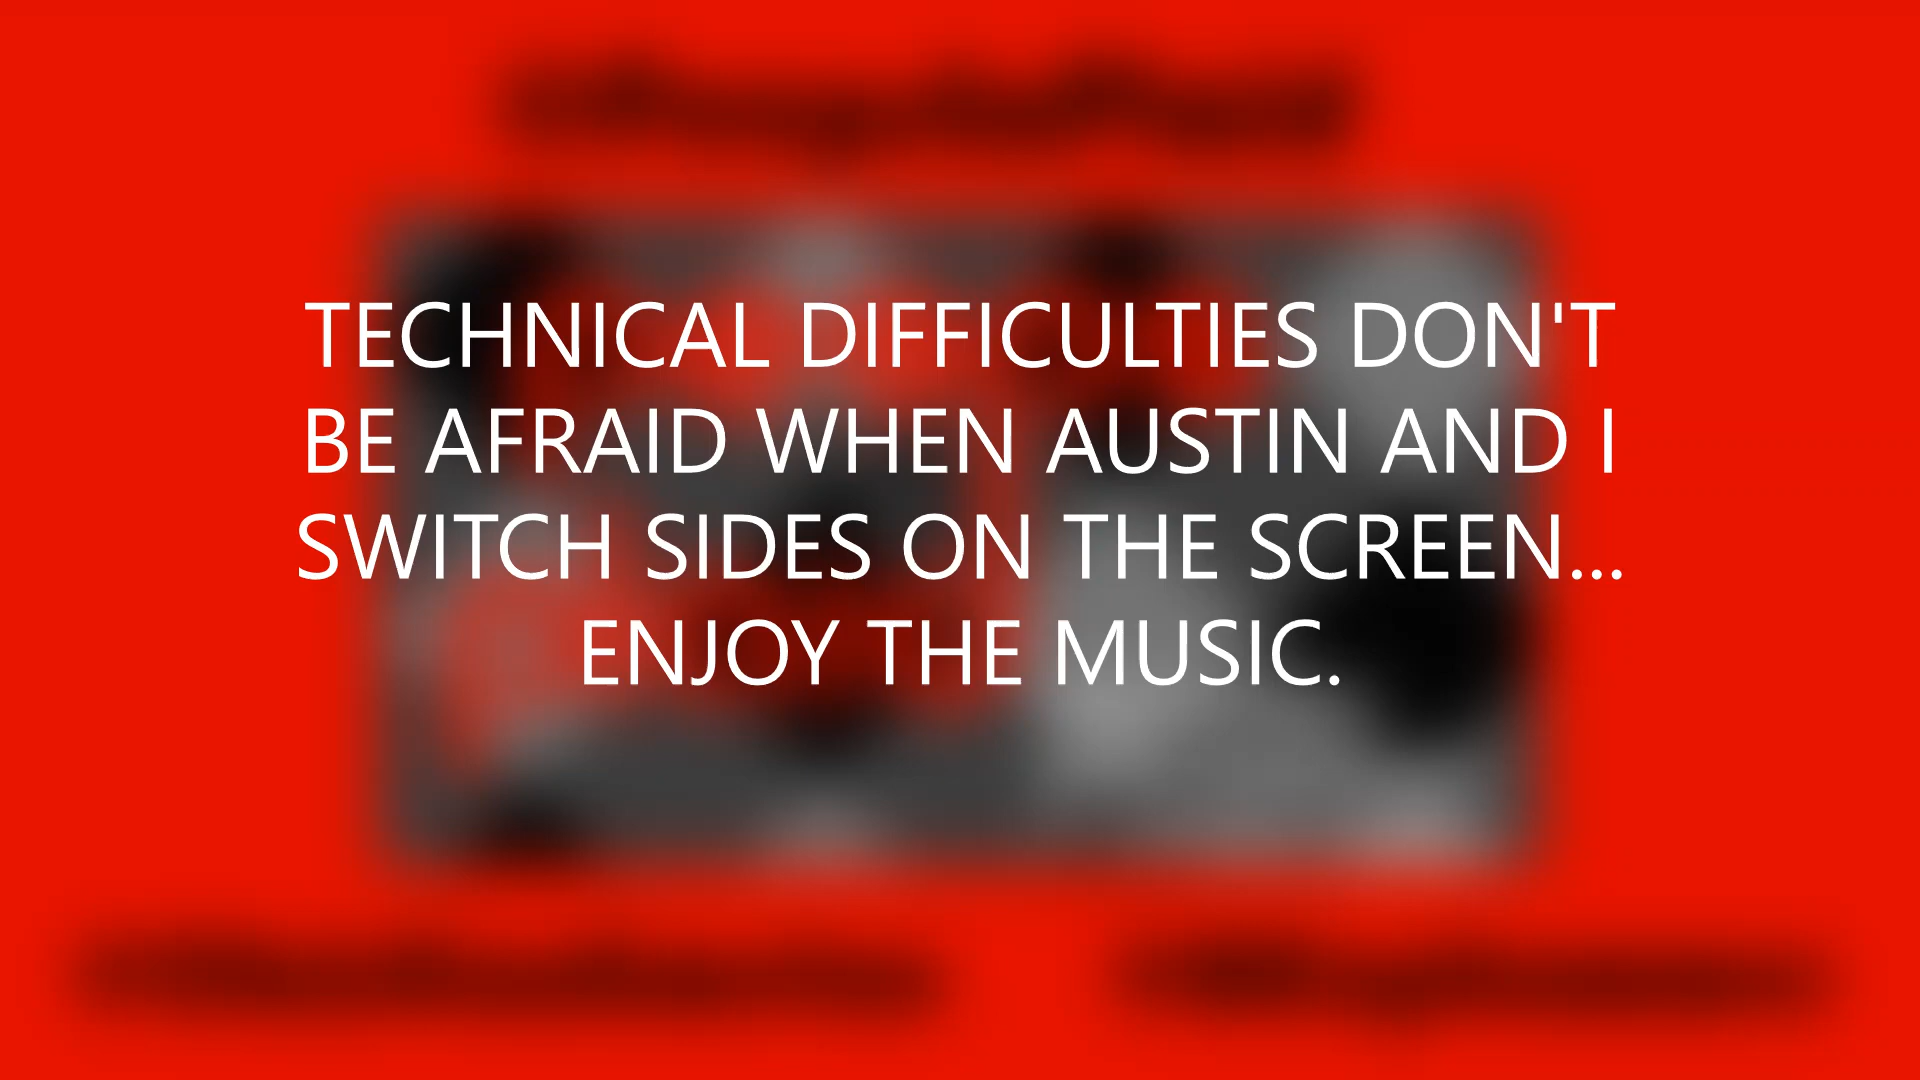 TECHNICAL DIFFICULTIES DON'T
BE AFRAID WHEN AUSTIN AND I
SWITCH SIDES ON THE SCREEN...
ENJOY THE MUSIC.